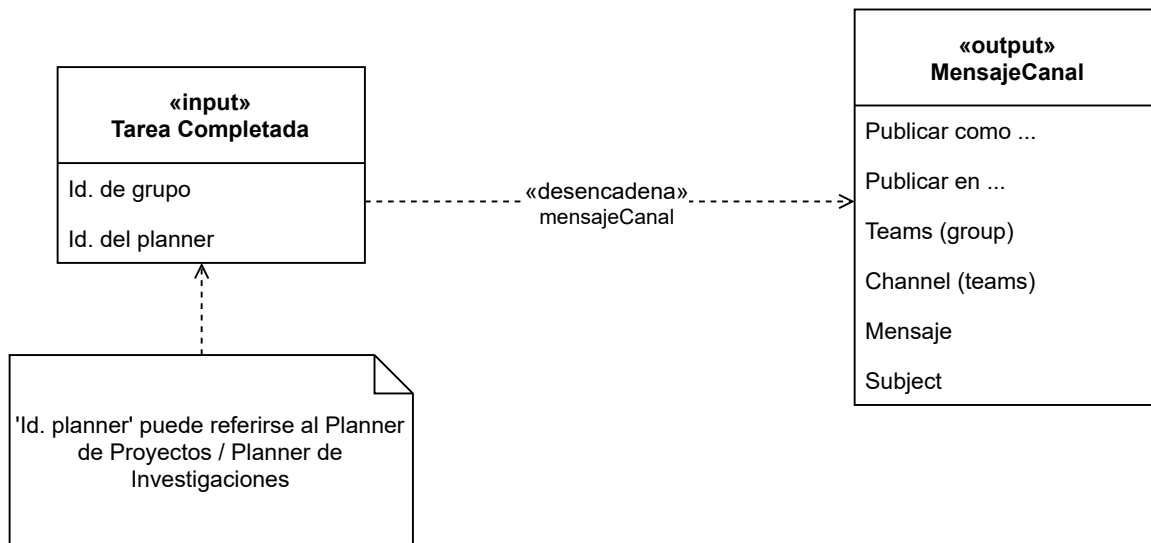 «input»
Tarea Completada
Id. de grupo
Id. del planner
«desencadena»
mensajeCanal
«output»
MensajeCanal
Publicar como ...
Publicar en ...
Teams (group)
Channel (teams)
Mensaje
Subject
'Id. planner' puede referirse al Planner
de Proyectos / Planner de
Investigaciones